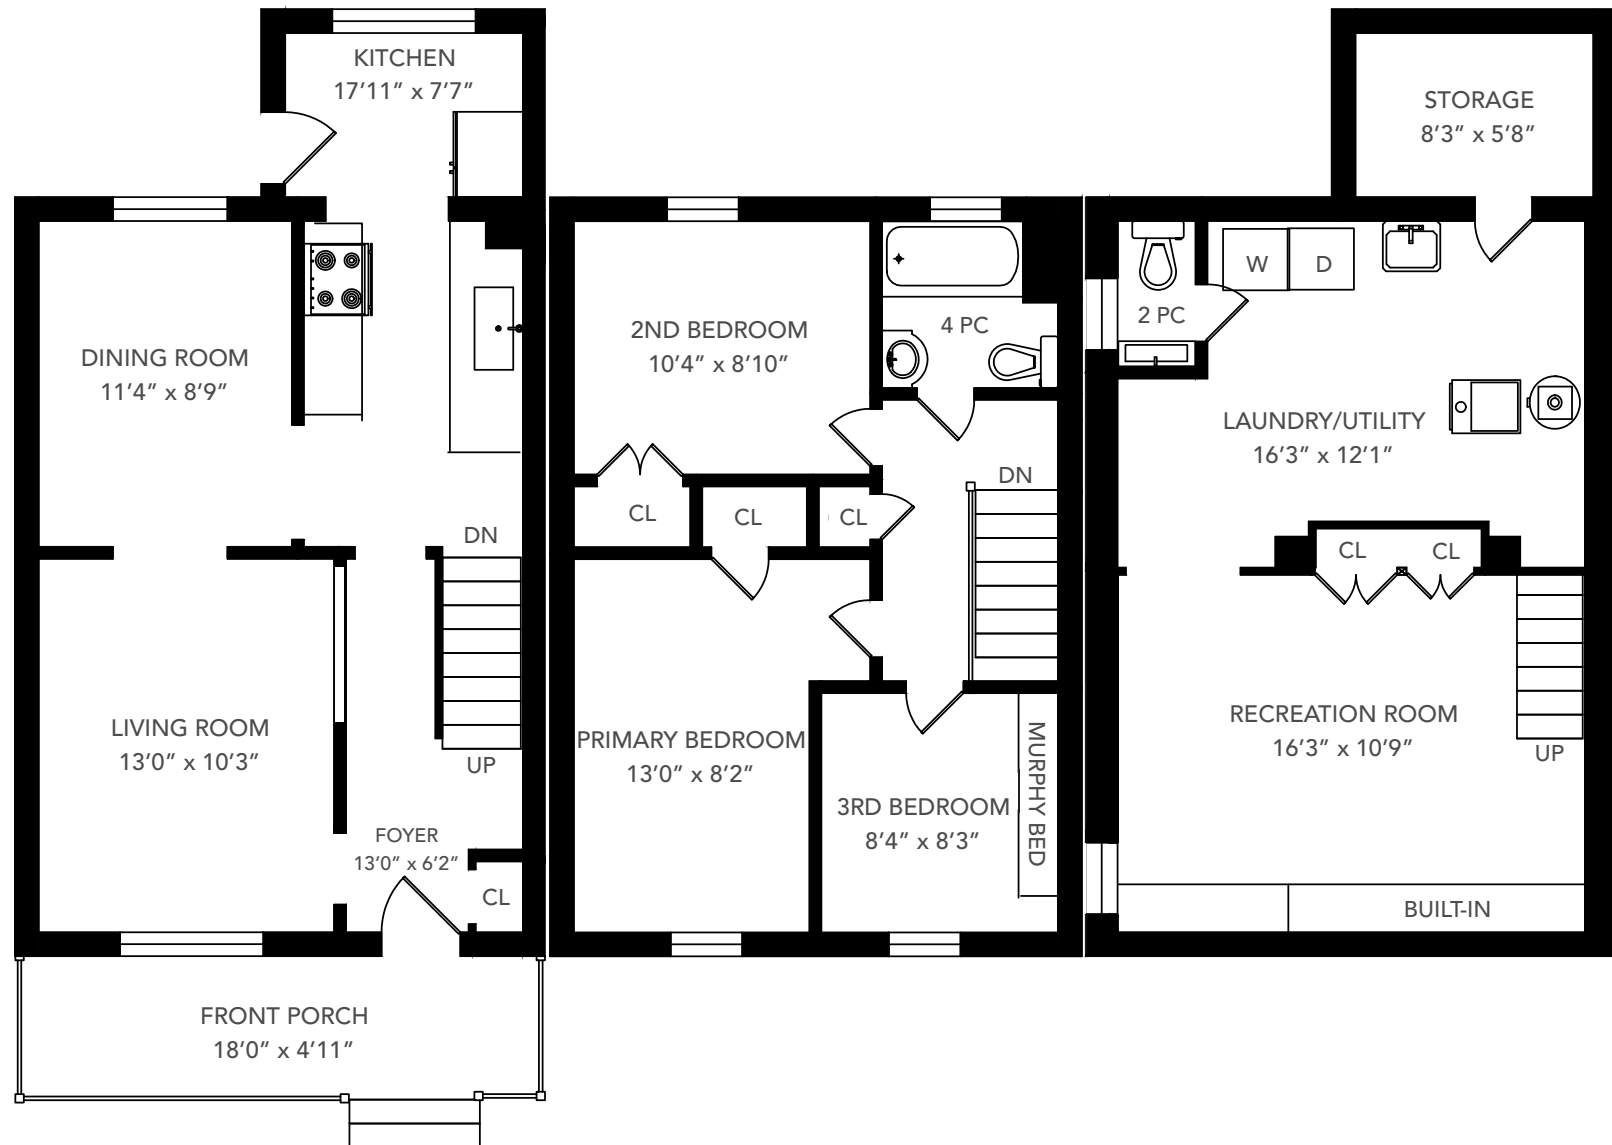 KITCHEN
17'11" x 7'7"
DINING ROOM
11'4" x 8'9"
DN
LIVING ROOM
13'0" x 10'3"
UP
FOYER
13'0" x 6'2"
CL
FRONT PORCH
18'0" x 4'11"
2ND BEDROOM
10'4" x 8'10"
4 PC
DN
CL
CL
CL
PRIMARY BEDROOM
13'0" x 8'2"
3RD BEDROOM
8'4" x 8'3"
MURPHY BED
STORAGE
8'3" x 5'8"
W
D
2 PC
LAUNDRY/UTILITY
16'3" x 12'1"
CL
CL
RECREATION ROOM
16'3" x 10'9"
UP
BUILT-IN